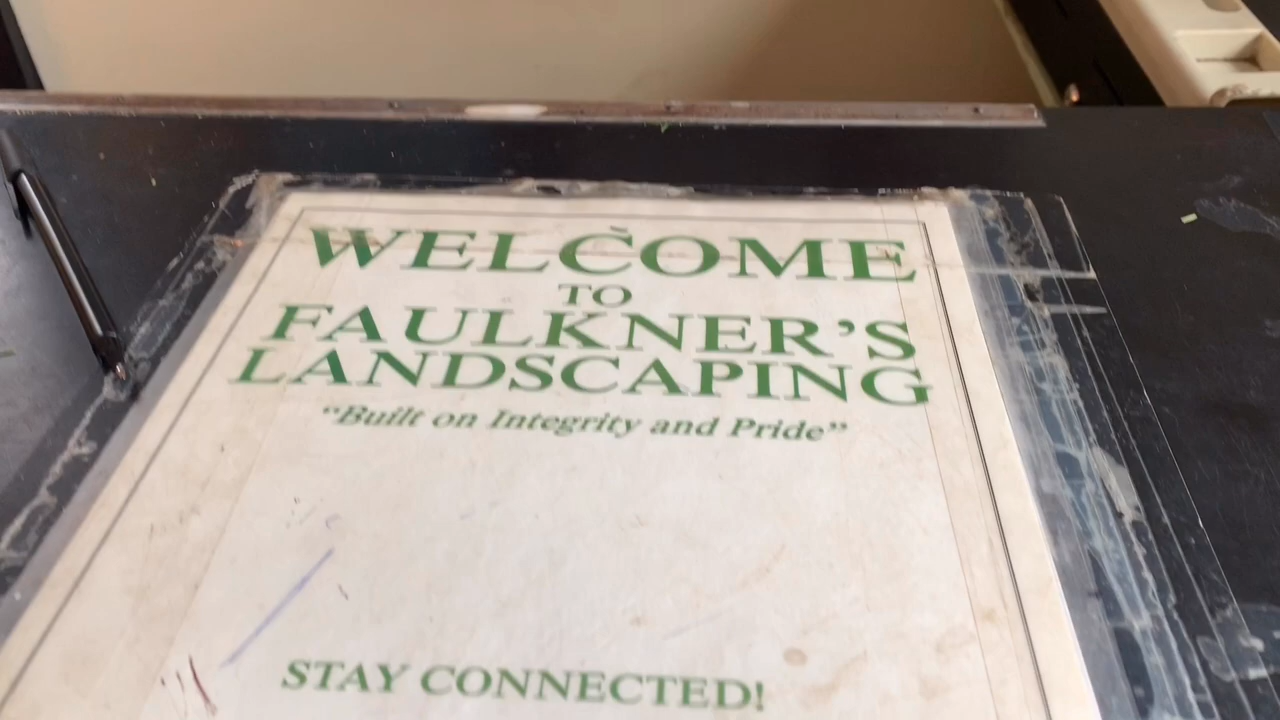 WELCOME
TO
FAULKNER'S
LANDSCAPING
"Built on Integrity and Pride"
STAY CONNECTED!